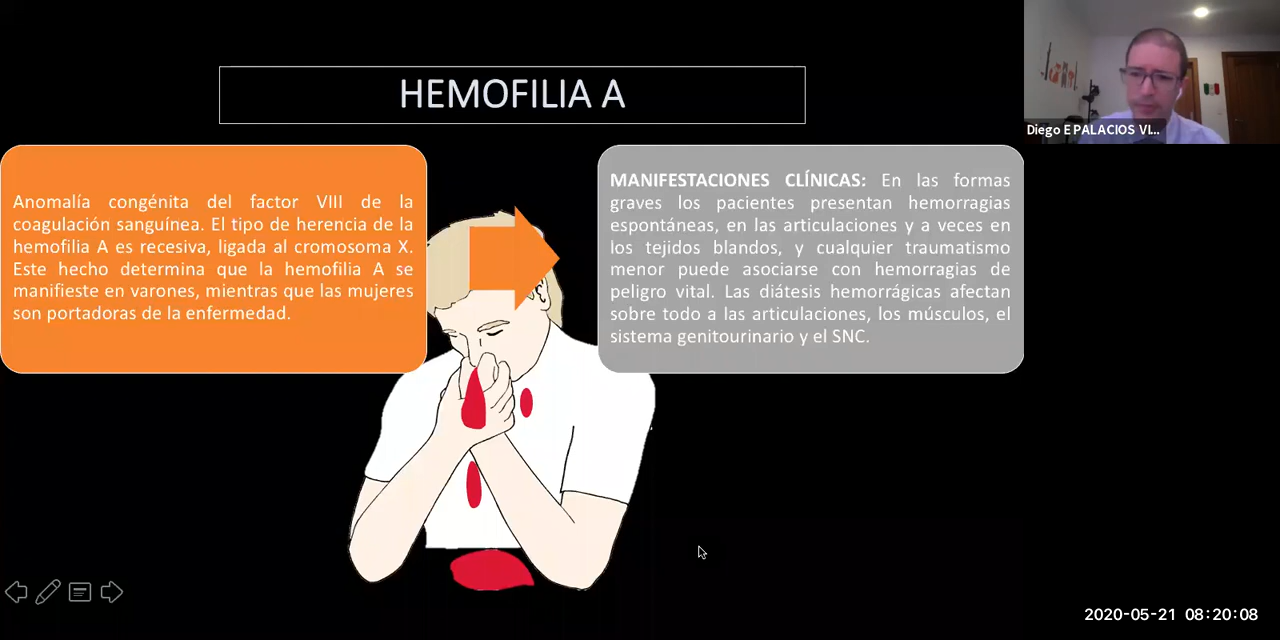 HEMOFILIA A
Anomalía congénita del factor VIII de la
coagulación sanguínea. El tipo de herencia de la
hemofilia A es recesiva, ligada al cromosoma X.
Este hecho determina que la hemofilia A se
manifieste en varones, mientras que las mujeres
son portadoras de la enfermedad.
MANIFESTACIONES CLÍNICAS: En las formas
graves los pacientes presentan hemorragias
espontáneas, en las articulaciones y a veces en
los tejidos blandos, y cualquier traumatismo
menor puede asociarse con hemorragias de
peligro vital. Las diátesis hemorrágicas afectan
sobre todo a las articulaciones, los músculos, el
sistema genitourinario y el SNC.
Diego E PALACIOS VI...
2020-05-21 08:20:08